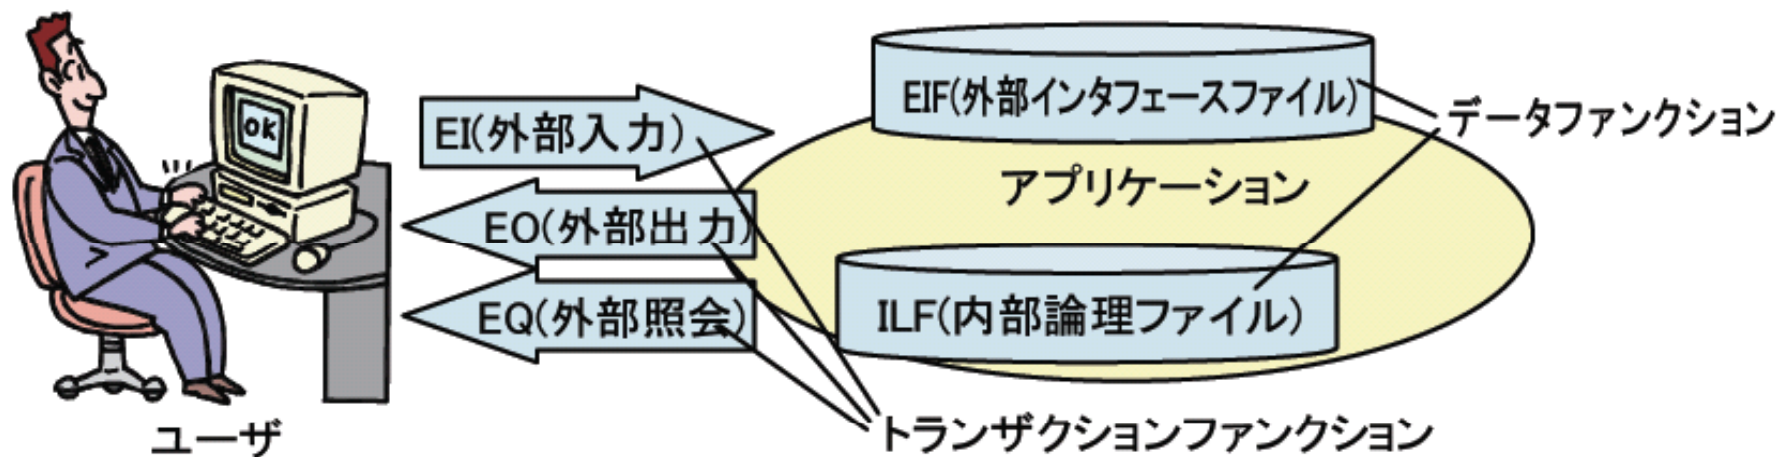 OK
EI(外部入力)
EO(外部出力)
EQ(外部照会)
ユーザ
EIF(外部インタフェースファイル)
アプリケーション
ILF(内部論理ファイル)
データファンクション
トランザクションファンクション